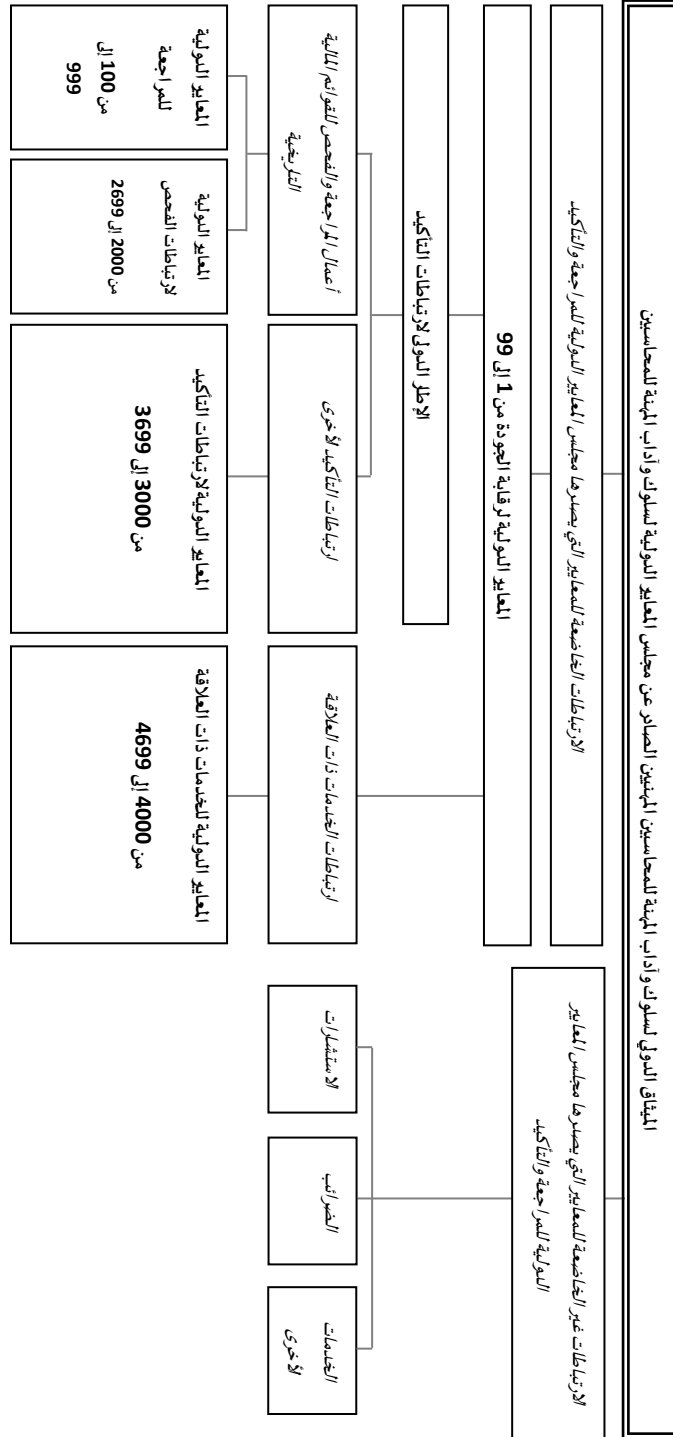 الميثاق الدولي لسلوك وآداب المهنة للمحاسبين المهنيين الصادر عن مجلس المعايير الدولية لسلوك وآداب المهنة للمحاسبين
الارتباطات الخاضعة للمعايير التي يصدرها مجلس المعايير الدولية للمراجعة والتأكيد
الارتباطات غير الخاضعة للمعايير التي يصدرها مجلس المعايير
الدولية للمراجعة والتأكيد
المعايير الدولية لرقابة الجودة من 1 إلى 99
الإطار الدولي لارتباطات التأكيد
أعمال المراجعة والفحص للقوائم المالية
التاريخية
ارتباطات التأكيد الأخرى
ارتباطات الخدمات ذات العلاقة
الاستشارات
الضرائب
الخدمات
الأخرى
المعايير الدولية
للمراجعة
من 100 إلى
999
المعايير الدولية
لارتباطات الفحص
من 2000 إلى 2699
المعايير الدولية لارتباطات التأكيد
من 3000 إلى 3699
المعايير الدولية للخدمات ذات العلاقة
من 4000 إلى 4699